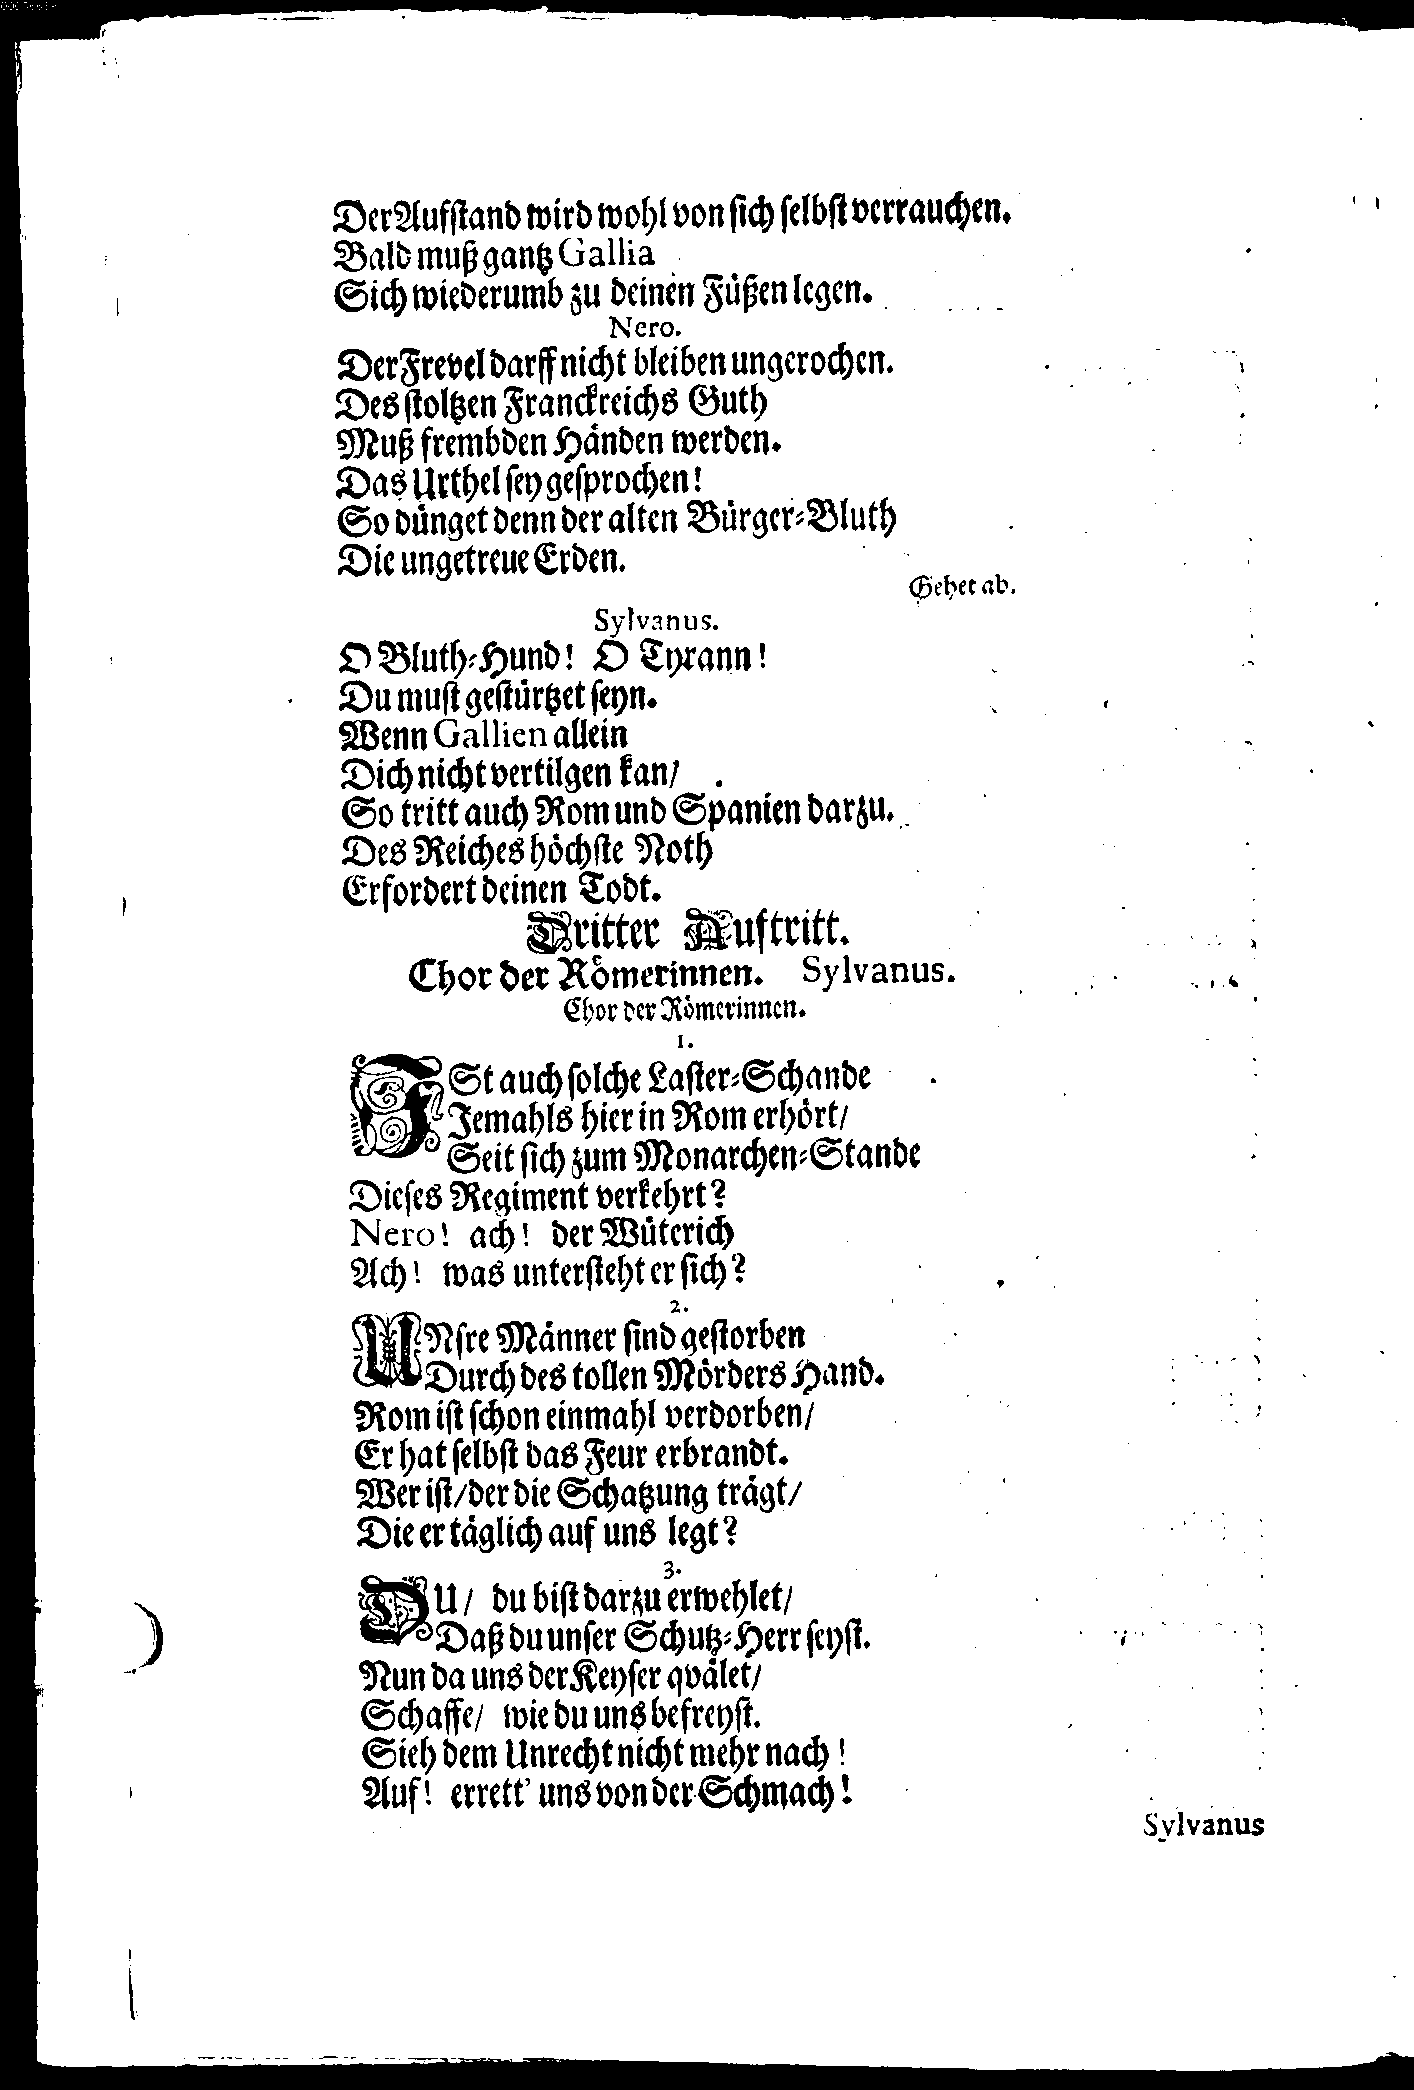 Der Aufstand wird wohl von sich selbst verrauchen.
Bald muß gantz Gallia
Sich wiederumb zu deinen Füßen legen.
Nero.
Der Frevel darff nicht bleiben ungerochen.
Des stoltzen Franckreichs Guth
Muß frembden Händen werden.
Das Urthel sey gesprochen!
So dünget denn der alten Bürger-Bluth
Die ungetreue Erden.
Gehet ab.
Sylvanus.
O Bluth-Hund! O Tyrann!
Du must gestürtzet seyn.
Wenn Gallien allein
Dich nicht vertilgen kan/
So tritt auch Rom und Spanien darzu.
Des Reiches höchste Noth
Erfordert deinen Todt.
Dritter Auftritt.
Chor der Römerinnen. Sylvanus.
Chor der Römerinnen.
1.
ISt auch solche Laster-Schande
Jemahls hier in Rom erhört/
Seit sich zum Monarchen-Stande
Dieses Regiment verkehrt?
Nero! ach! der Wüterich
Ach! was untersteht er sich?
2.
UNsre Männer sind gestorben
Durch des tollen Mörders Hand.
Rom ist schon einmahl verdorben/
Er hat selbst das Feur erbrandt.
Wer ist/ der die Schatzung trägt/
Die er täglich auf uns legt?
3.
DU/ du bist darzu erwehlet/
Daß du unser Schutz-Herr seyst.
Nun da uns der Keyser qvälet/
Schaffe/ wie du uns befreyst.
Sieh dem Unrecht nicht mehr nach!
Auf! errett' uns von der Schmach!
Sylvanus